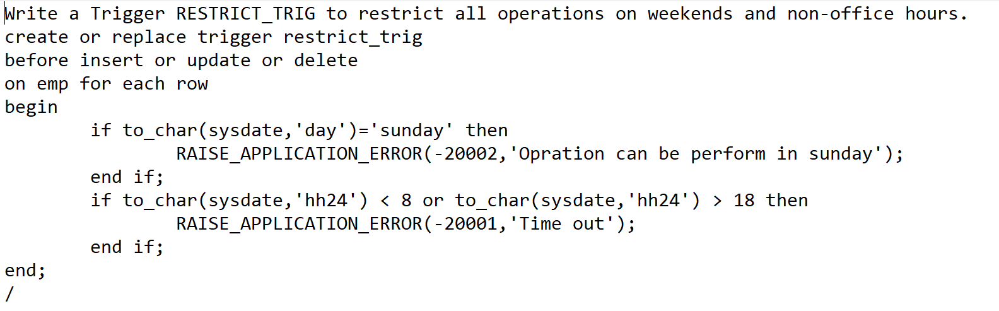 Write a Trigger RESTRICT_TRIG to restrict all operations on weekends and non-office hours.
create or replace trigger restrict_trig
before insert or update or delete
on emp for each row
begin
        if to_char(sysdate,'day')='sunday' then
                RAISE_APPLICATION_ERROR(-20002,'Opration can be perform in sunday');
        end if;
        if to_char(sysdate,'hh24') < 8 or to_char(sysdate,'hh24') > 18 then
                RAISE_APPLICATION_ERROR(-20001,'Time out');
        end if;
end;
/